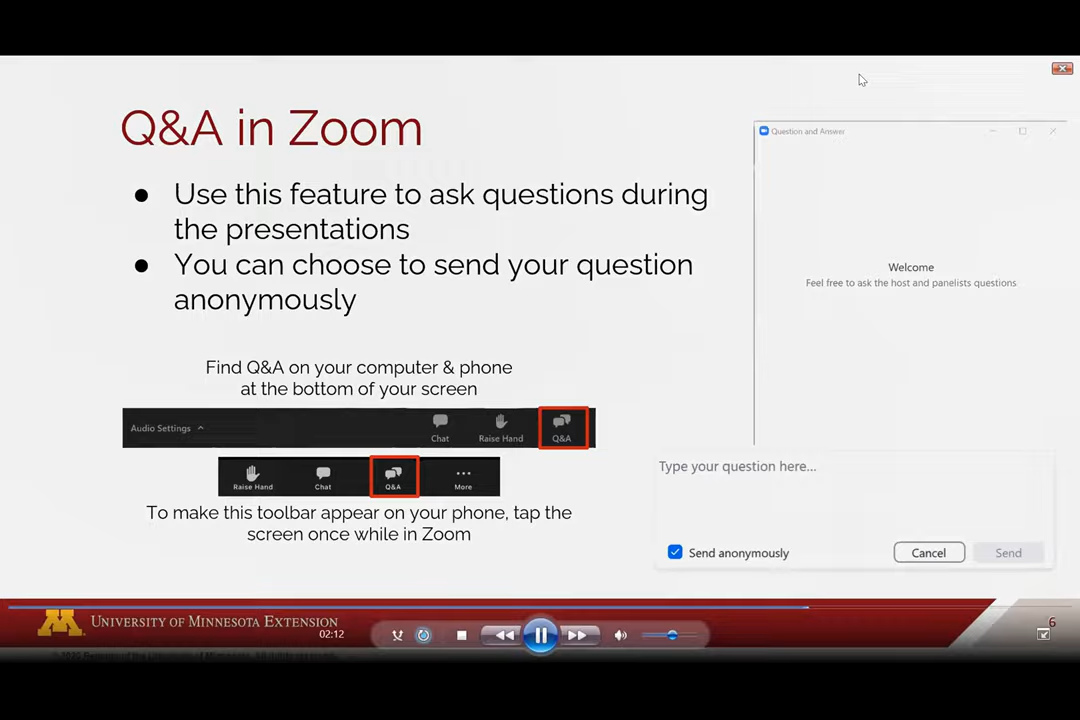 Q&A in Zoom
● Use this feature to ask questions during
the presentations
● You can choose to send your question
anonymously
Find Q&A on your computer & phone
at the bottom of your screen
Audio Settings
Chat
Raise Hand
Q&A
Raise Hand
Chat
Q&A
More
To make this toolbar appear on your phone, tap the
screen once while in Zoom
Question and Answer
Welcome
Feel free to ask the host and panelists questions
Type your question here...
Send anonymously
Cancel
Send
M UNIVERSITY OF MINNESOTA EXTENSION
02:12
6